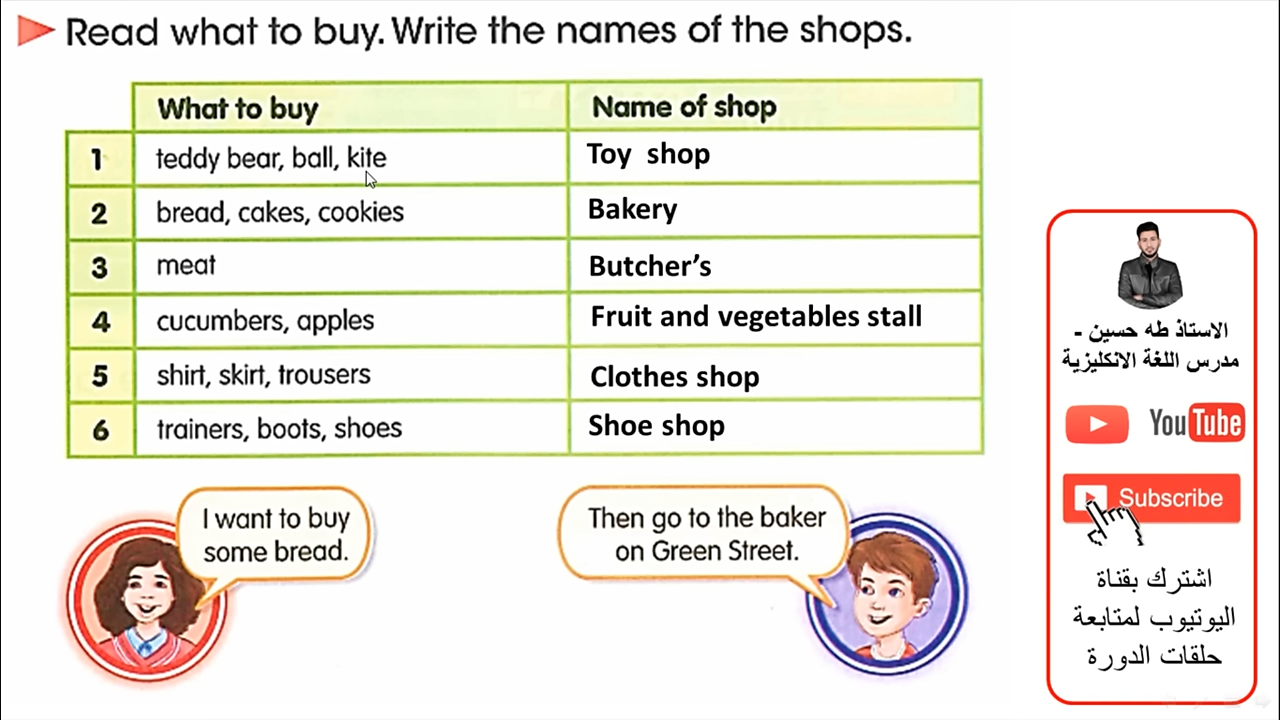 Read what to buy. Write the names of the shops.
What to buy Name of shop
1 teddy bear, ball, kite Toy shop
2 bread, cakes, cookies Bakery
3 meat Butcher’s
4 cucumbers, apples Fruit and vegetables stall
5 shirt, skirt, trousers Clothes shop
6 trainers, boots, shoes Shoe shop
I want to buy
some bread.
Then go to the baker
on Green Street.
الاستاذ طه حسين -
مدرس اللغة الانكليزية
YouTube
Subscribe
اشترك بقناة
اليوتيوب لمتابعة
حلقات الدورة